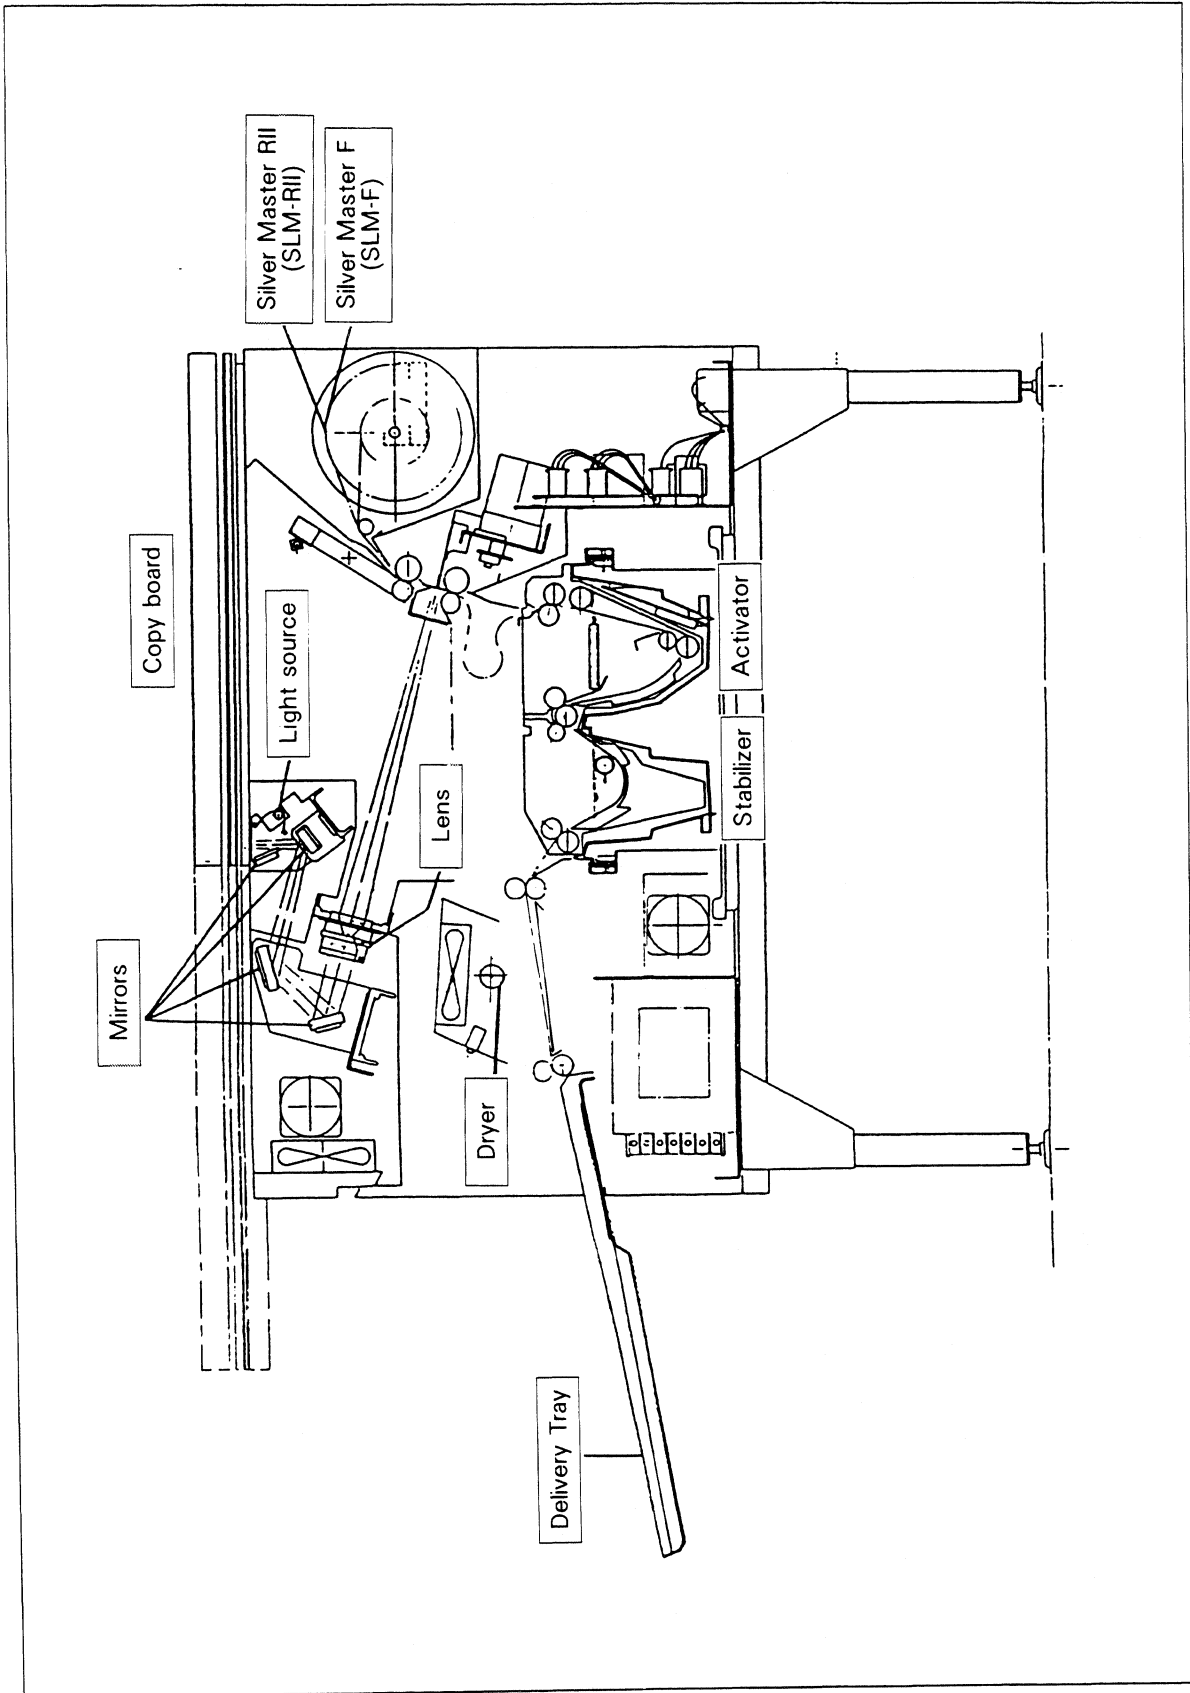 Silver Master RII
(SLM-RII)
Silver Master F
(SLM-F)
Copy board
Light source
Mirrors
Lens
Activator
Stabilizer
Dryer
Delivery Tray